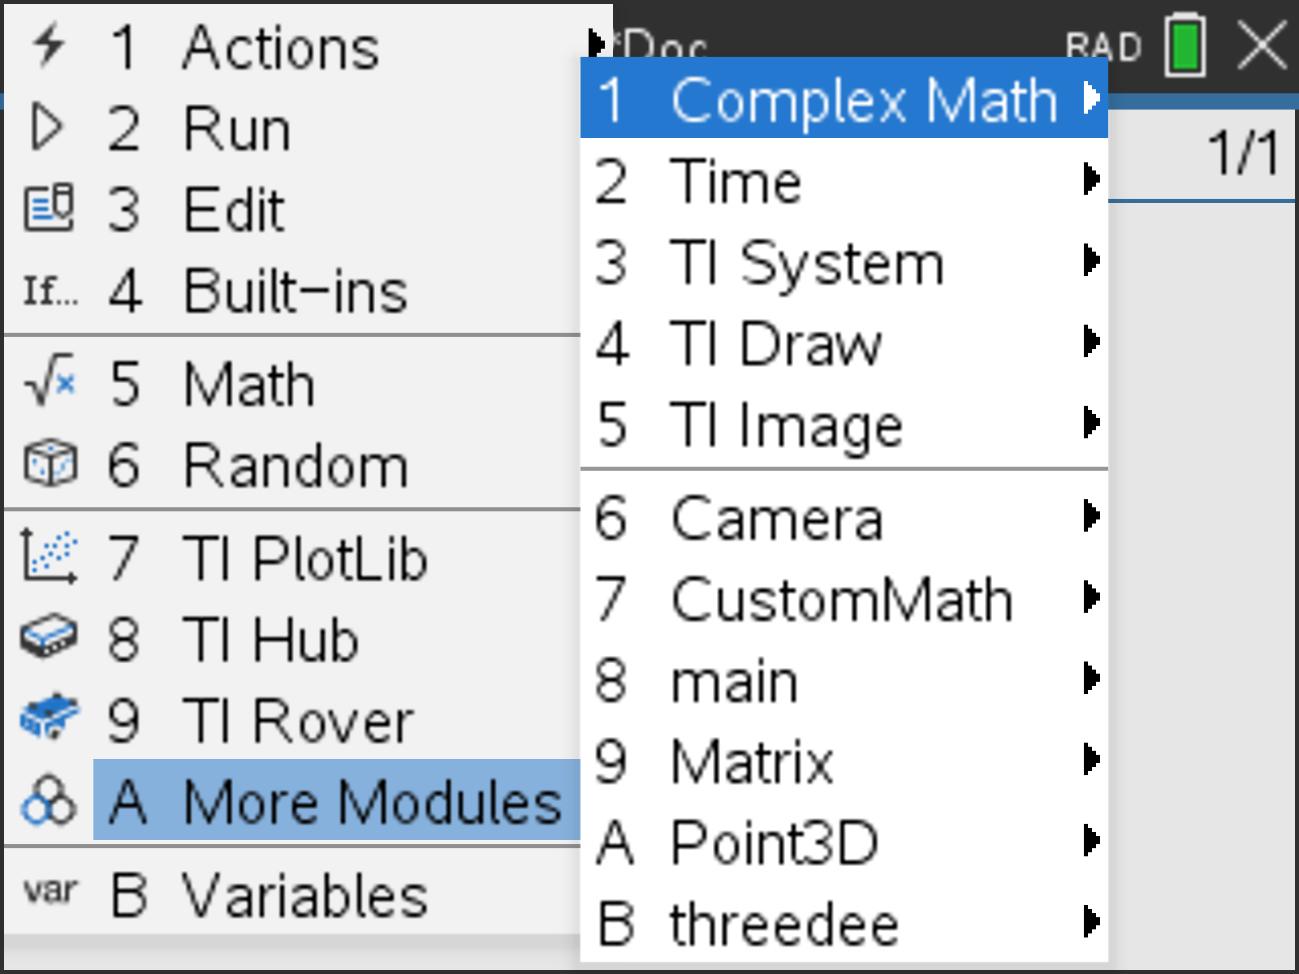 *Doc RAD
1/1
1 Actions
2 Run
3 Edit
If... 4 Built-ins
5 Math
6 Random
7 TI PlotLib
8 TI Hub
9 TI Rover
A More Modules
var B Variables
1 Complex Math
2 Time
3 TI System
4 TI Draw
5 TI Image
6 Camera
7 CustomMath
8 main
9 Matrix
A Point3D
B threedee